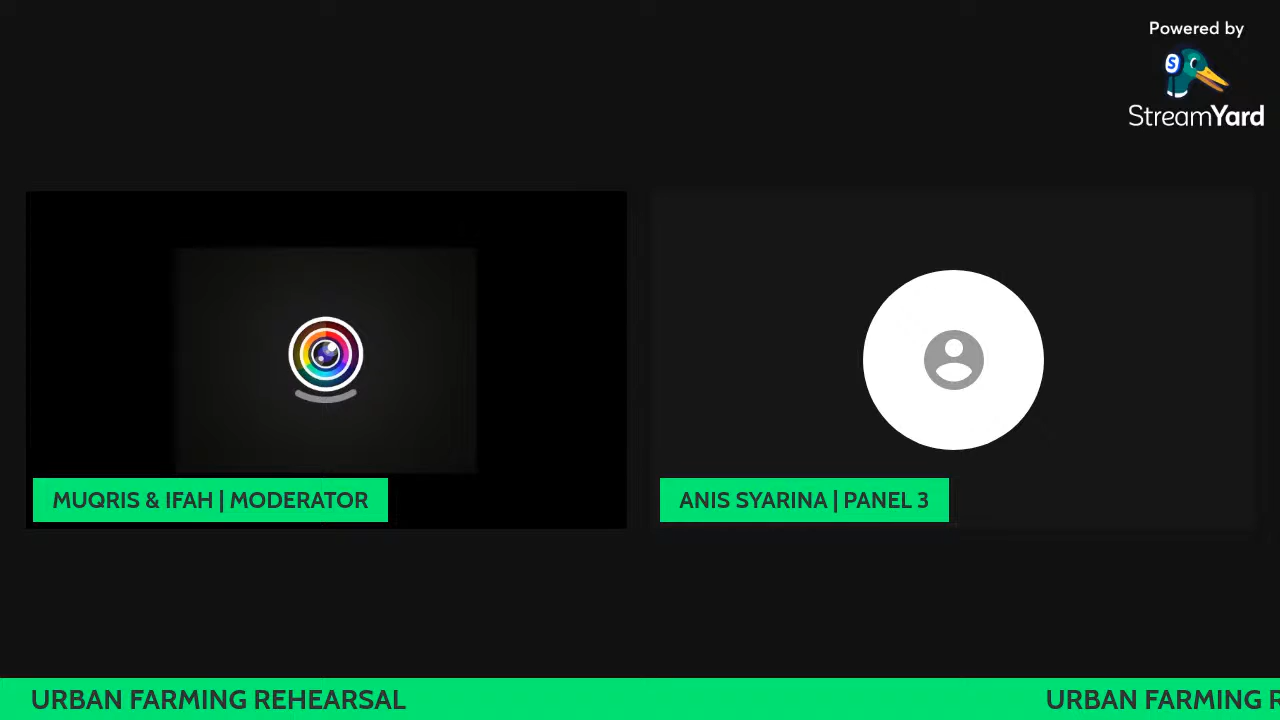 Powered by
S
StreamYard
MUQRIS & IFAH | MODERATOR
ANIS SYARINA | PANEL 3
URBAN FARMING REHEARSAL
URBAN FARMING R